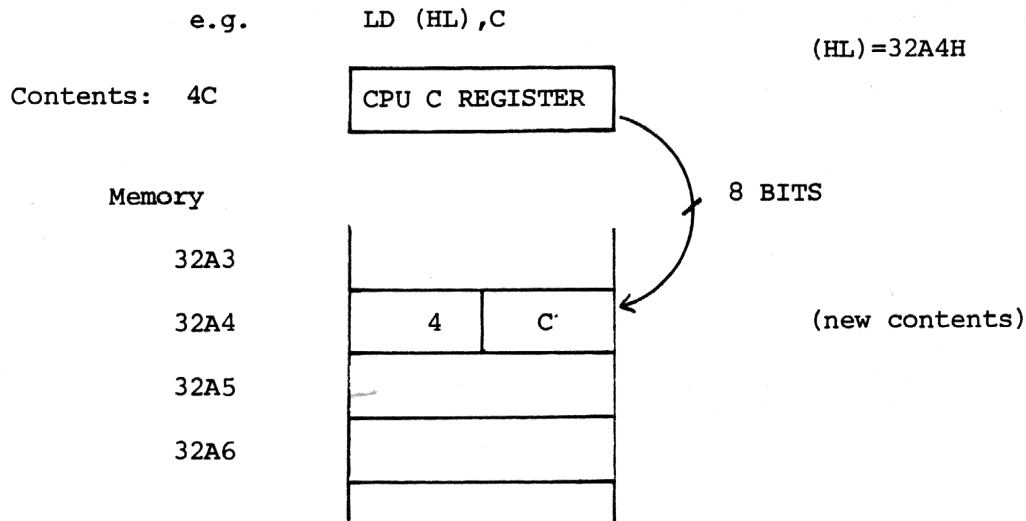 e.g. LD (HL),C
(HL)=32A4H
Contents: 4C CPU C REGISTER
Memory 8 BITS
32A3
32A4 4 C (new contents)
32A5
32A6